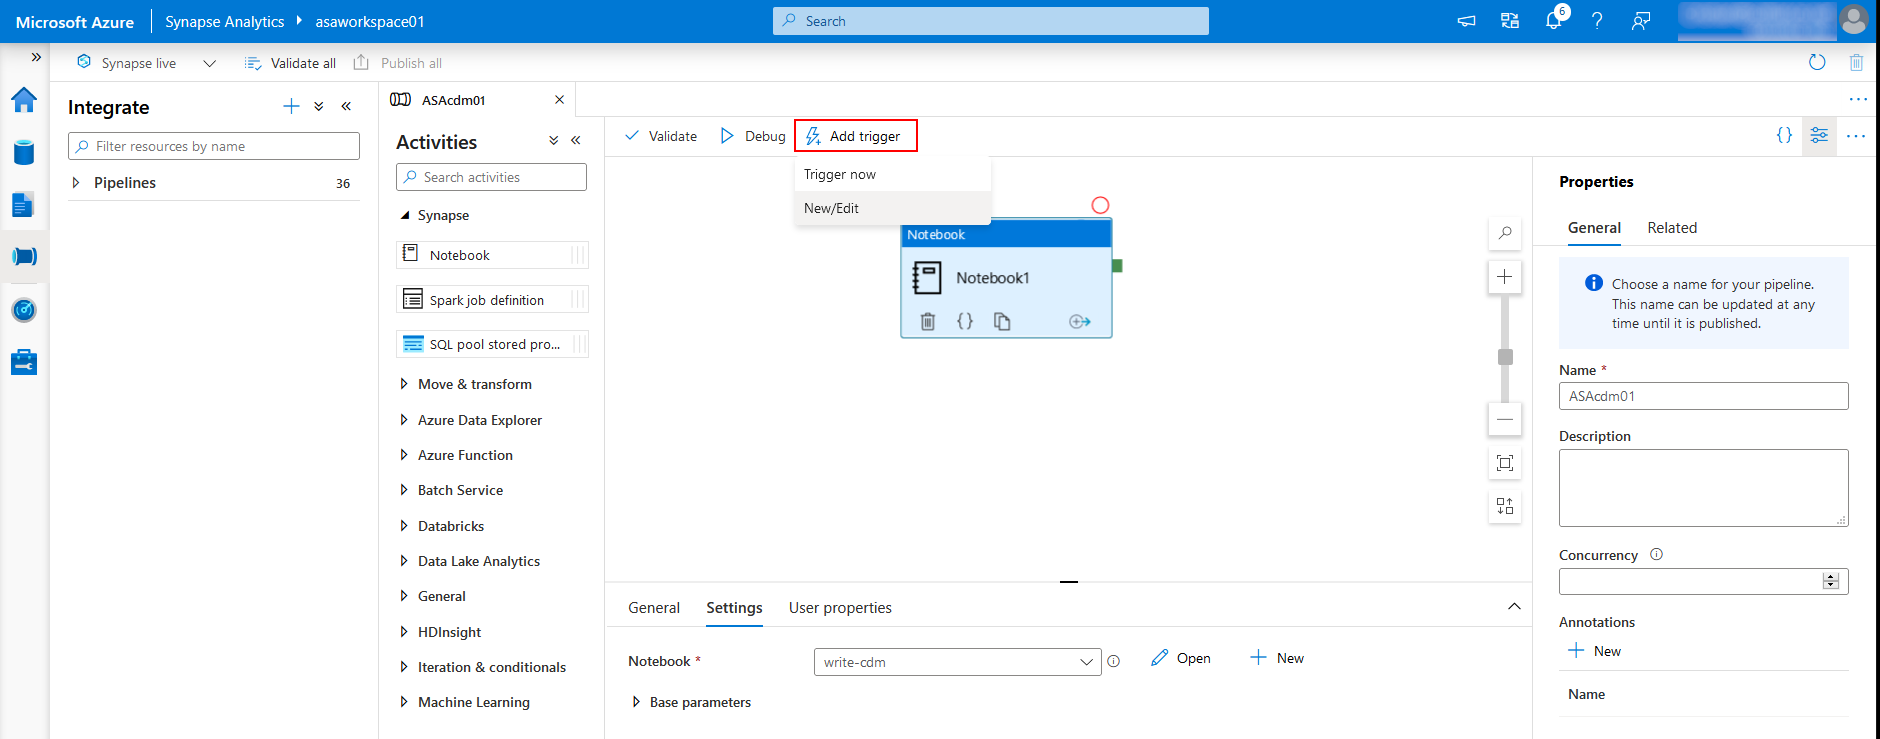 Microsoft Azure
Synapse Analytics
asaworkspace01
Search
6
Synapse live
Validate all
Publish all
Integrate
Filter resources by name
Pipelines
36
ASAcdm01
Activities
Search activities
Synapse
Notebook
Spark job definition
SQL pool stored pro...
Move & transform
Azure Data Explorer
Azure Function
Batch Service
Databricks
Data Lake Analytics
General
HDInsight
Iteration & conditionals
Machine Learning
Validate
Debug
Add trigger
Trigger now
New/Edit
Notebook
Notebook1
General
Settings
User properties
Notebook *
write-cdm
Open
New
Base parameters
Properties
General
Related
Choose a name for your pipeline.
This name can be updated at any
time until it is published.
Name *
ASAcdm01
Description
Concurrency
Annotations
New
Name